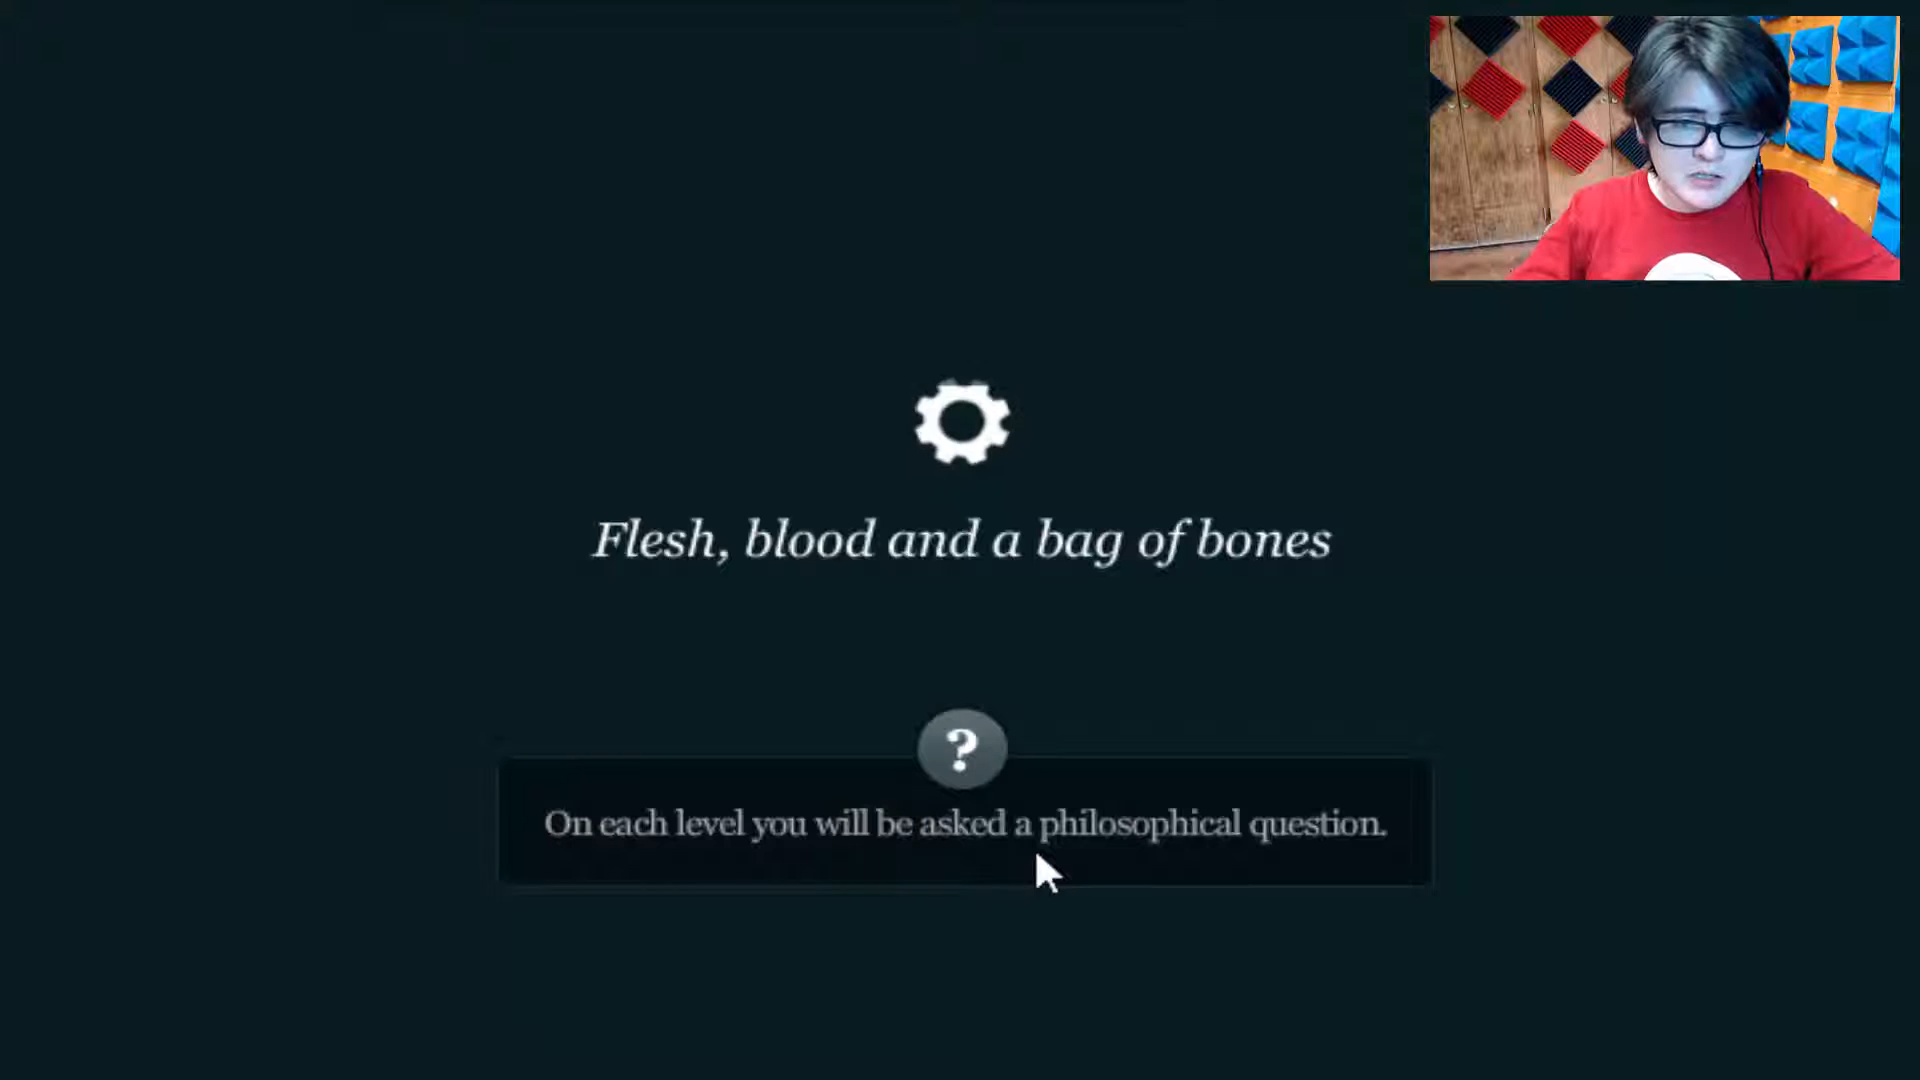 Flesh, blood and a bag of bones
?
On each level you will be asked a philosophical question.